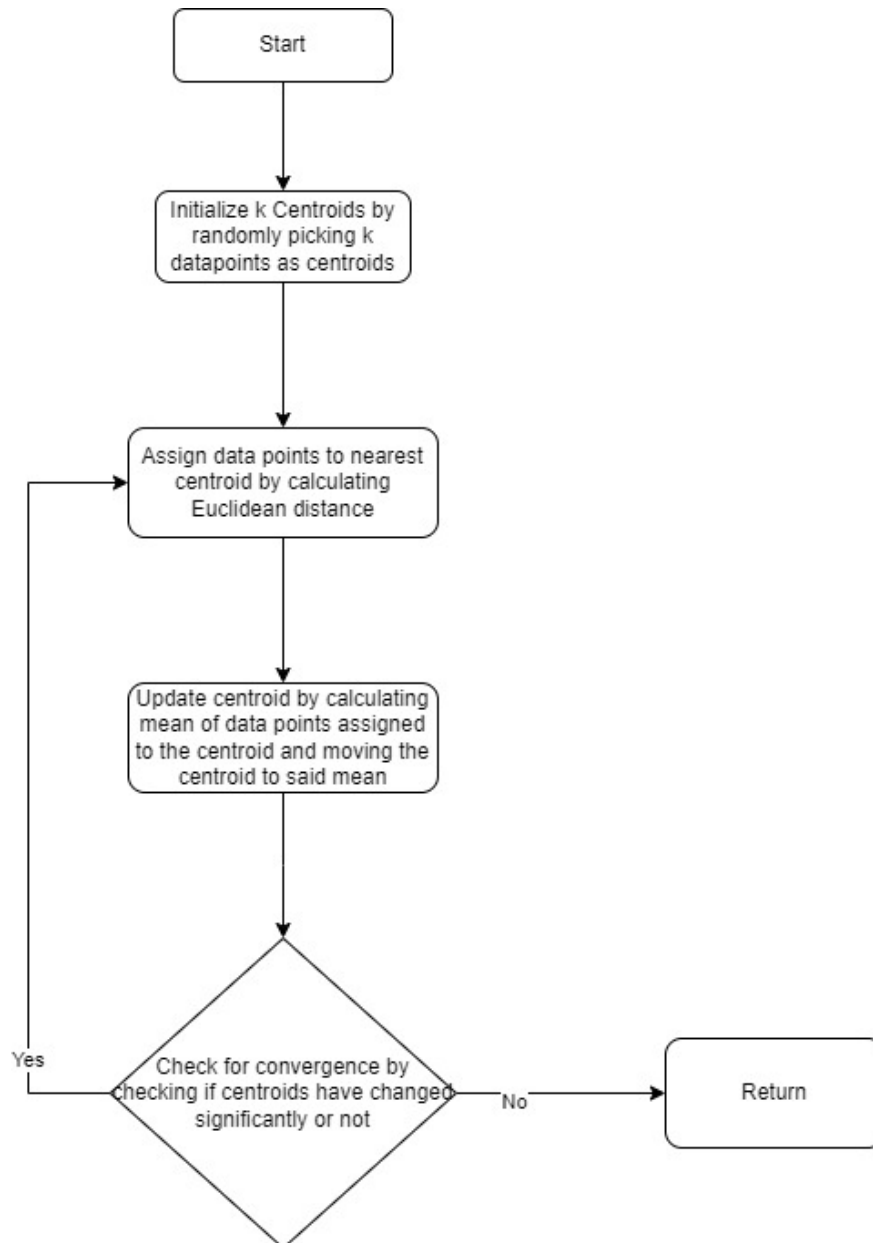 Start
Initialize k Centroids by
randomly picking k
datapoints as centroids
Assign data points to nearest
centroid by calculating
Euclidean distance
Update centroid by calculating
mean of data points assigned
to the centroid and moving the
centroid to said mean
Yes
Check for convergence by
checking if centroids have changed
significantly or not
No
Return